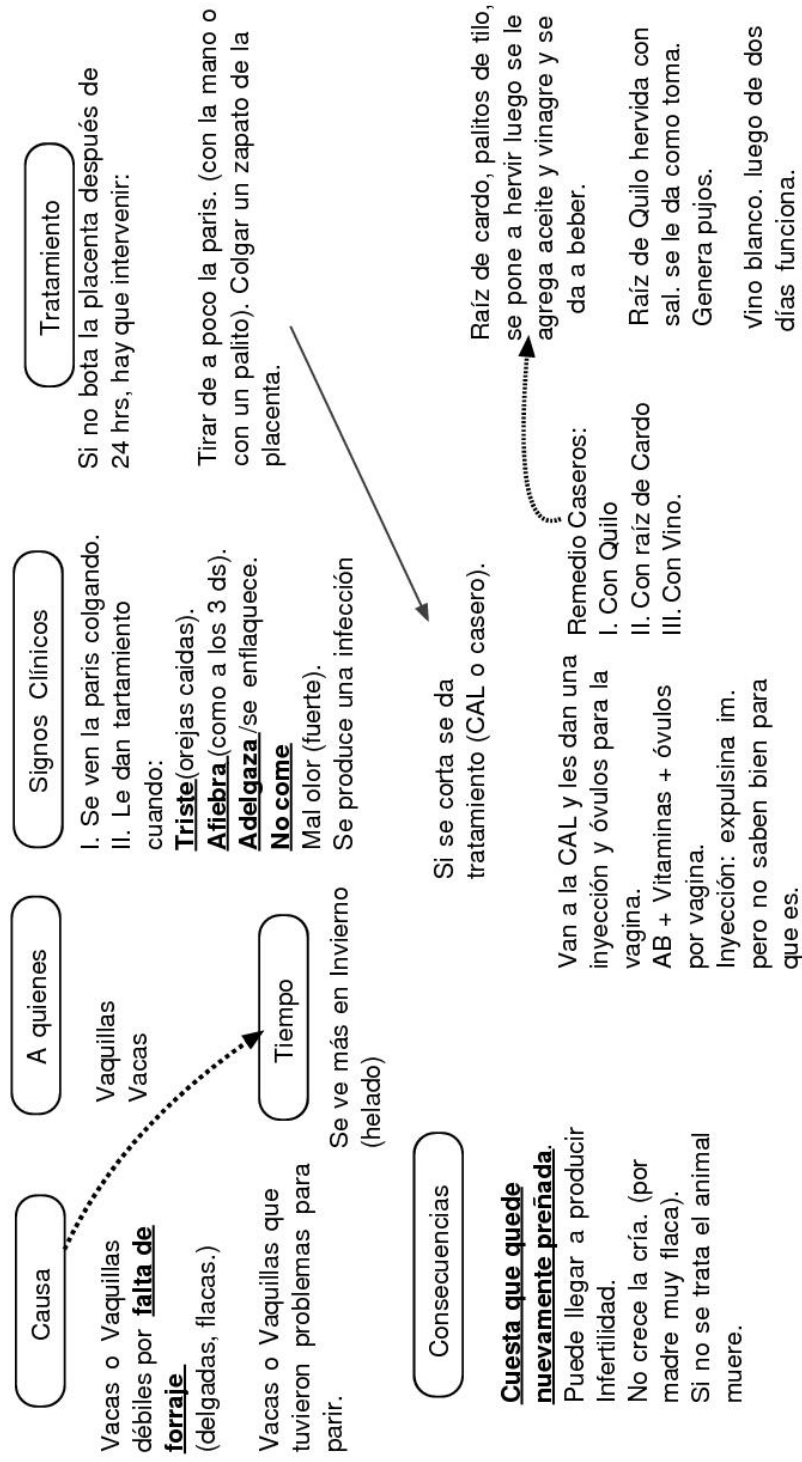 Causa
Vacas o Vaquillas
débiles por falta de
forraje
(delgadas, flacas.)
Vacas o Vaquillas que
tuvieron problemas para
parir.
A quienes
Vaquillas
Vacas
Tiempo
Se ve más en Invierno
(helado)
Signos Clínicos
I. Se ven la paris colgando.
II. Le dan tartamiento
cuando:
Triste(orejas caidas).
Afiebra (como a los 3 ds).
Adelgaza /se enflaquece.
No come
Mal olor (fuerte).
Se produce una infección
Tratamiento
Si no bota la placenta después de
24 hrs, hay que intervenir:
Tirar de a poco la paris. (con la mano o
con un palito). Colgar un zapato de la
placenta.
Consecuencias
Cuesta que quede
nuevamente preñada.
Puede llegar a producir
Infertilidad.
No crece la cría. (por
madre muy flaca).
Si no se trata el animal
muere.
Si se corta se da
tratamiento (CAL o casero).
Van a la CAL y les dan una
inyección y óvulos para la
vagina.
AB + Vitaminas + óvulos
por vagina.
Inyección: expulsina im.
pero no saben bien para
que es.
Remedio Caseros:
I. Con Quilo
II. Con raíz de Cardo
III. Con Vino.
Raíz de cardo, palitos de tilo,
se pone a hervir luego se le
agrega aceite y vinagre y se
da a beber.
Raíz de Quilo hervida con
sal. se le da como toma.
Genera pujos.
Vino blanco. luego de dos
días funciona.